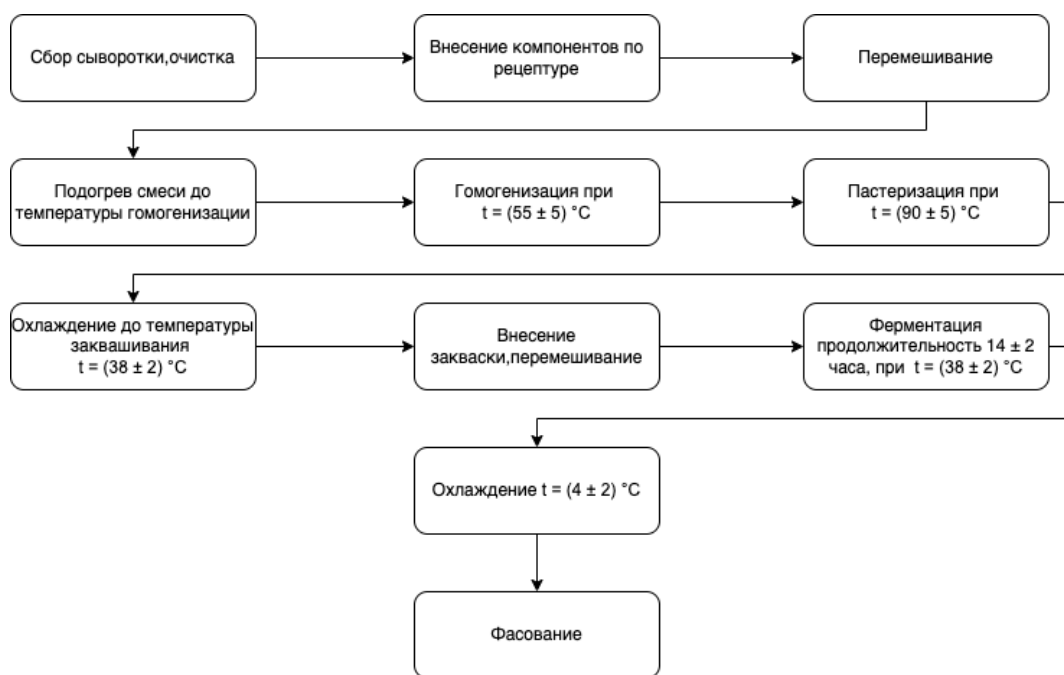 Сбор сыворотки,очистка
Внесение компонентов по
рецептуре
Перемешивание
Подогрев смеси до
температуры гомогенизации
Гомогенизация при
t = (55 ± 5) °C
Пастеризация при
t = (90 ± 5) °C
Охлаждение до температуры
заквашивания
t = (38 ± 2) °C
Внесение
закваски,перемешивание
Ферментация
продолжительность 14 ± 2
часа, при  t = (38 ± 2) °C
Охлаждение t = (4 ± 2) °C
Фасование